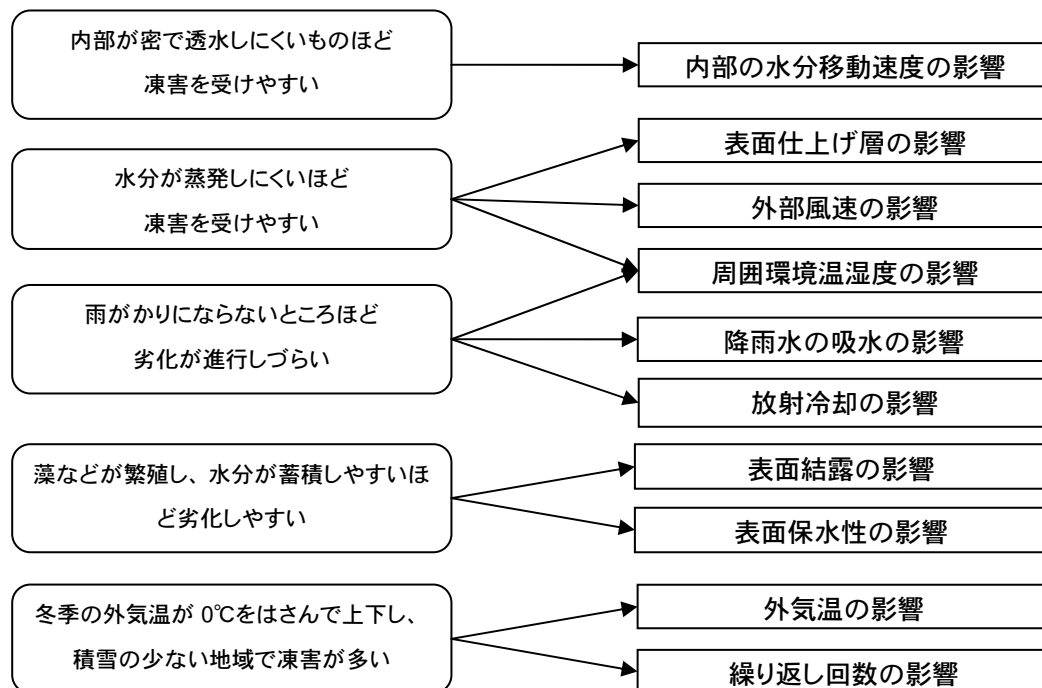 内部が密で透水しにくいものほど
凍害を受けやすい
内部の水分移動速度の影響
水分が蒸発しにくいほど
凍害を受けやすい
表面仕上げ層の影響
外部風速の影響
周囲環境温湿度の影響
雨がかりにならないところほど
劣化が進行しづらい
降雨水の吸水の影響
放射冷却の影響
藻などが繁殖し、水分が蓄積しやすいほ
ど劣化しやすい
表面結露の影響
表面保水性の影響
冬季の外気温が 0℃をはさんで上下し、
積雪の少ない地域で凍害が多い
外気温の影響
繰り返し回数の影響